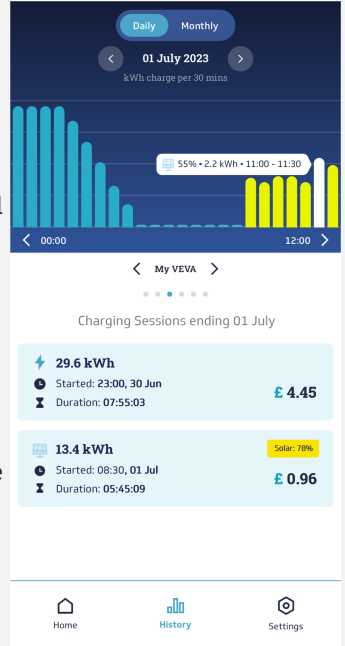 Daily Monthly
01 July 2023
kWh charge per 30 mins
55% • 2.2 kWh • 11:00 - 11:30
00:00 12:00
My VEVA
Charging Sessions ending 01 July
29.6 kWh
Started: 23:00, 30 Jun
£ 4.45
Duration: 07:55:03
13.4 kWh
Solar: 78%
Started: 08:30, 01 Jul
£ 0.96
Duration: 05:45:09
Home History Settings